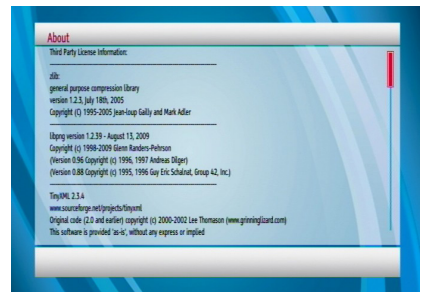 About
Third Party License Information:
zlib:
general purpose compression library
version 1.2.3, July 18th, 2005
Copyright (C) 1995-2005 Jean-loup Gailly and Mark Adler
libpng version 1.2.39 - August 13, 2009
Copyright (c) 1998-2009 Glenn Randers-Pehrson
(Version 0.96 Copyright (c) 1996, 1997 Andreas Dilger)
(Version 0.88 Copyright (c) 1995, 1996 Guy Eric Schalnat, Group 42, Inc.)
TinyXML 2.3.4
www.sourceforge.net/projects/tinyxml
Original code (2.0 and earlier) copyright (c) 2000-2002 Lee Thomason (www.grinninglizard.com)
This software is provided 'as-is', without any express or implied